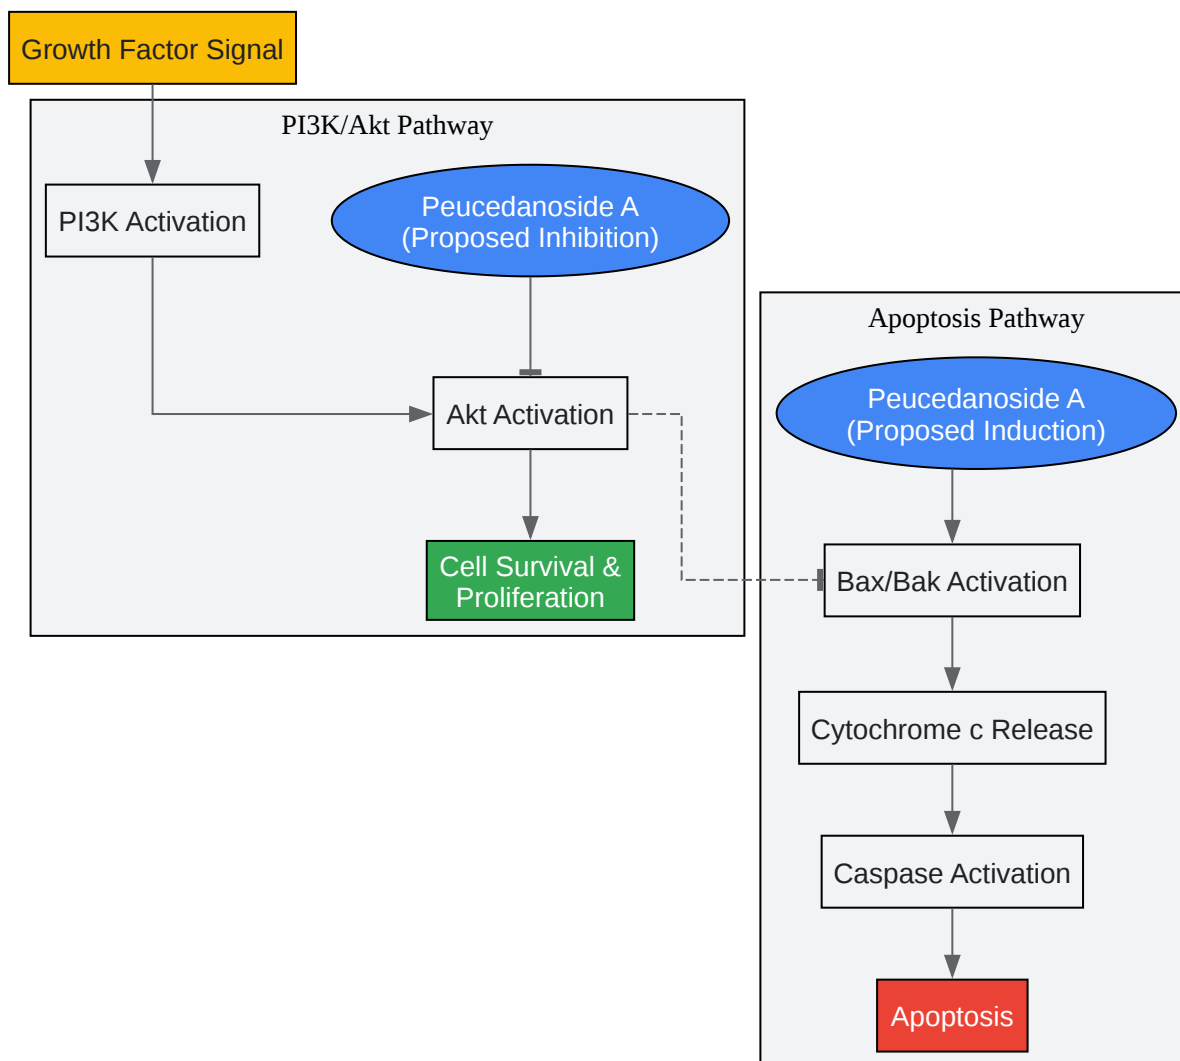 Growth Factor Signal
PI3K/Akt Pathway
PI3K Activation
Peucedanoside A
(Proposed Inhibition)
Akt Activation
Cell Survival &
Proliferation
Apoptosis Pathway
Peucedanoside A
(Proposed Induction)
Bax/Bak Activation
Cytochrome c Release
Caspase Activation
Apoptosis